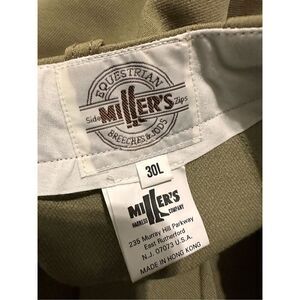 EQUESTRIAN
Side MILLER'S Zips
BREECHES & JODS
30L
MILLER'S
HARNESS COMPANY
235 Murray Hill Parkway
East Rutherford
N.J. 07073 U.S.A.
MADE IN HONG KONG